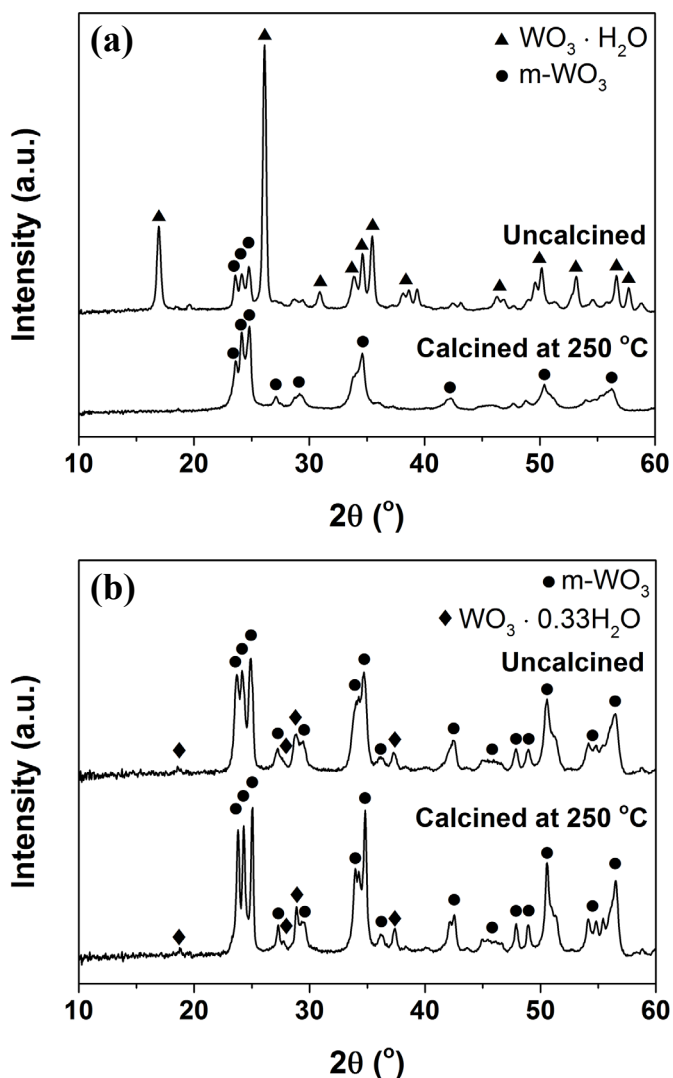 (a)
▲ WO₃ · H₂O
● m-WO₃
Uncalcined
Calcined at 250 °C
Intensity (a.u.)
10 20 30 40 50 60
2θ (°)
(b)
● m-WO₃
♦ WO₃ · 0.33H₂O
Uncalcined
Calcined at 250 °C
Intensity (a.u.)
10 20 30 40 50 60
2θ (°)